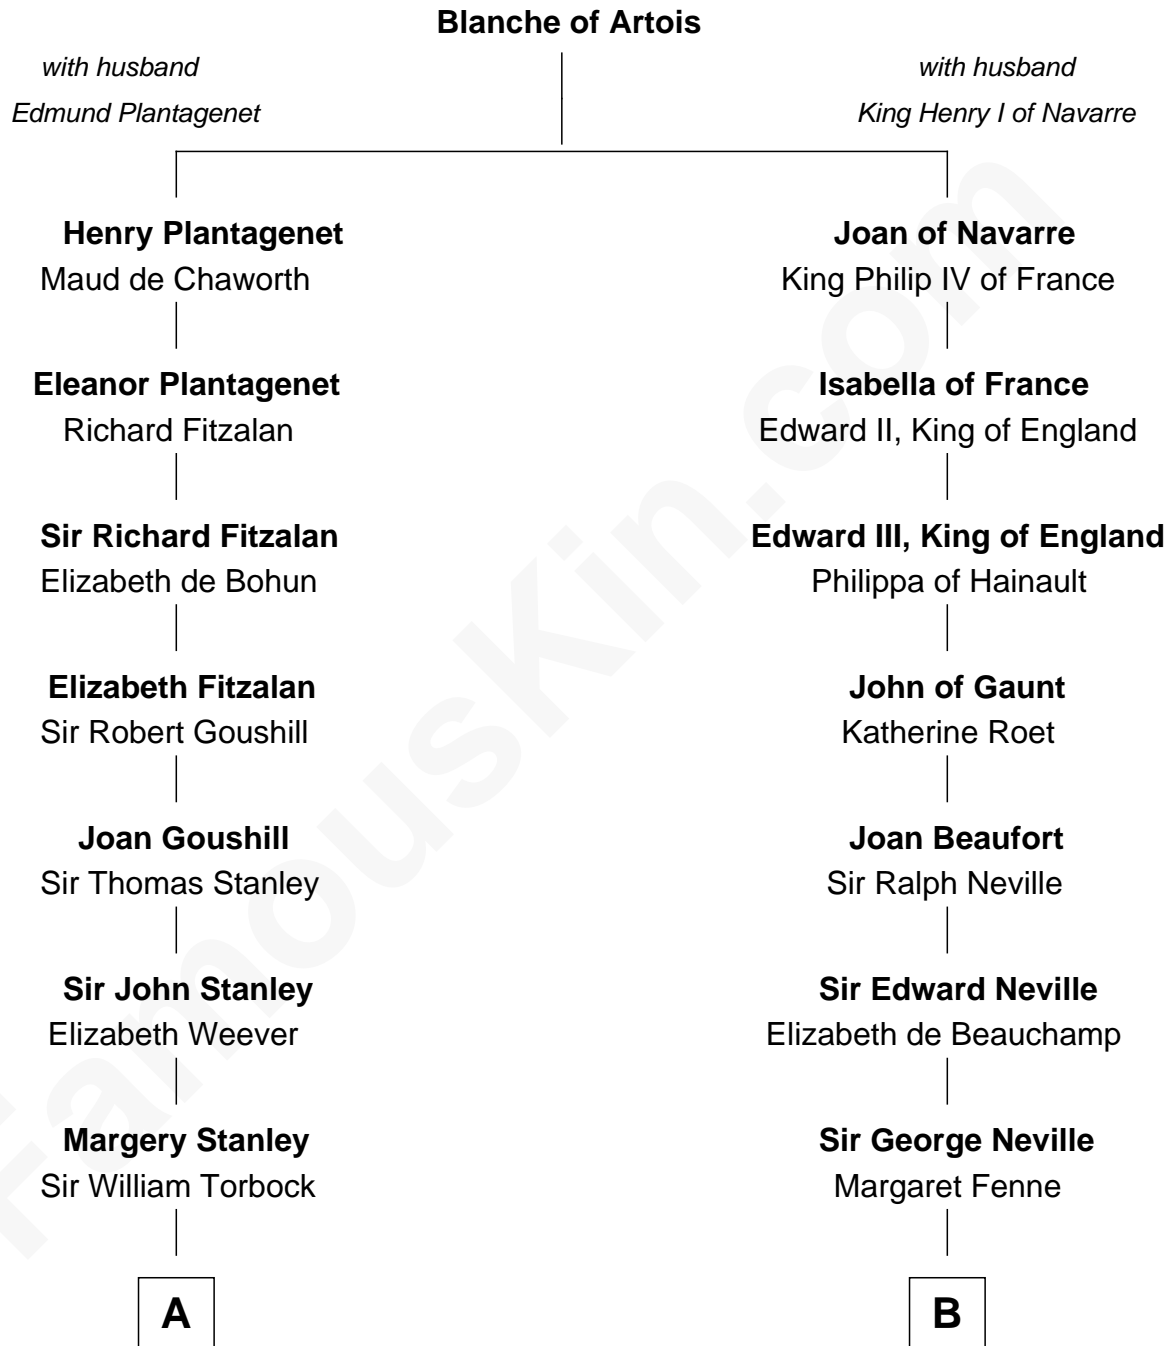 Blanche of Artois
with husband
Edmund Plantagenet
with husband
King Henry I of Navarre
Henry Plantagenet
Maud de Chaworth
Joan of Navarre
King Philip IV of France
Eleanor Plantagenet
Richard Fitzalan
Isabella of France
Edward II, King of England
Sir Richard Fitzalan
Elizabeth de Bohun
Edward III, King of England
Philippa of Hainault
Elizabeth Fitzalan
Sir Robert Goushill
John of Gaunt
Katherine Roet
Joan Goushill
Sir Thomas Stanley
Joan Beaufort
Sir Ralph Neville
Sir John Stanley
Elizabeth Weever
Sir Edward Neville
Elizabeth de Beauchamp
Margery Stanley
Sir William Torbock
Sir George Neville
Margaret Fenne
A
B
FamousKin.com